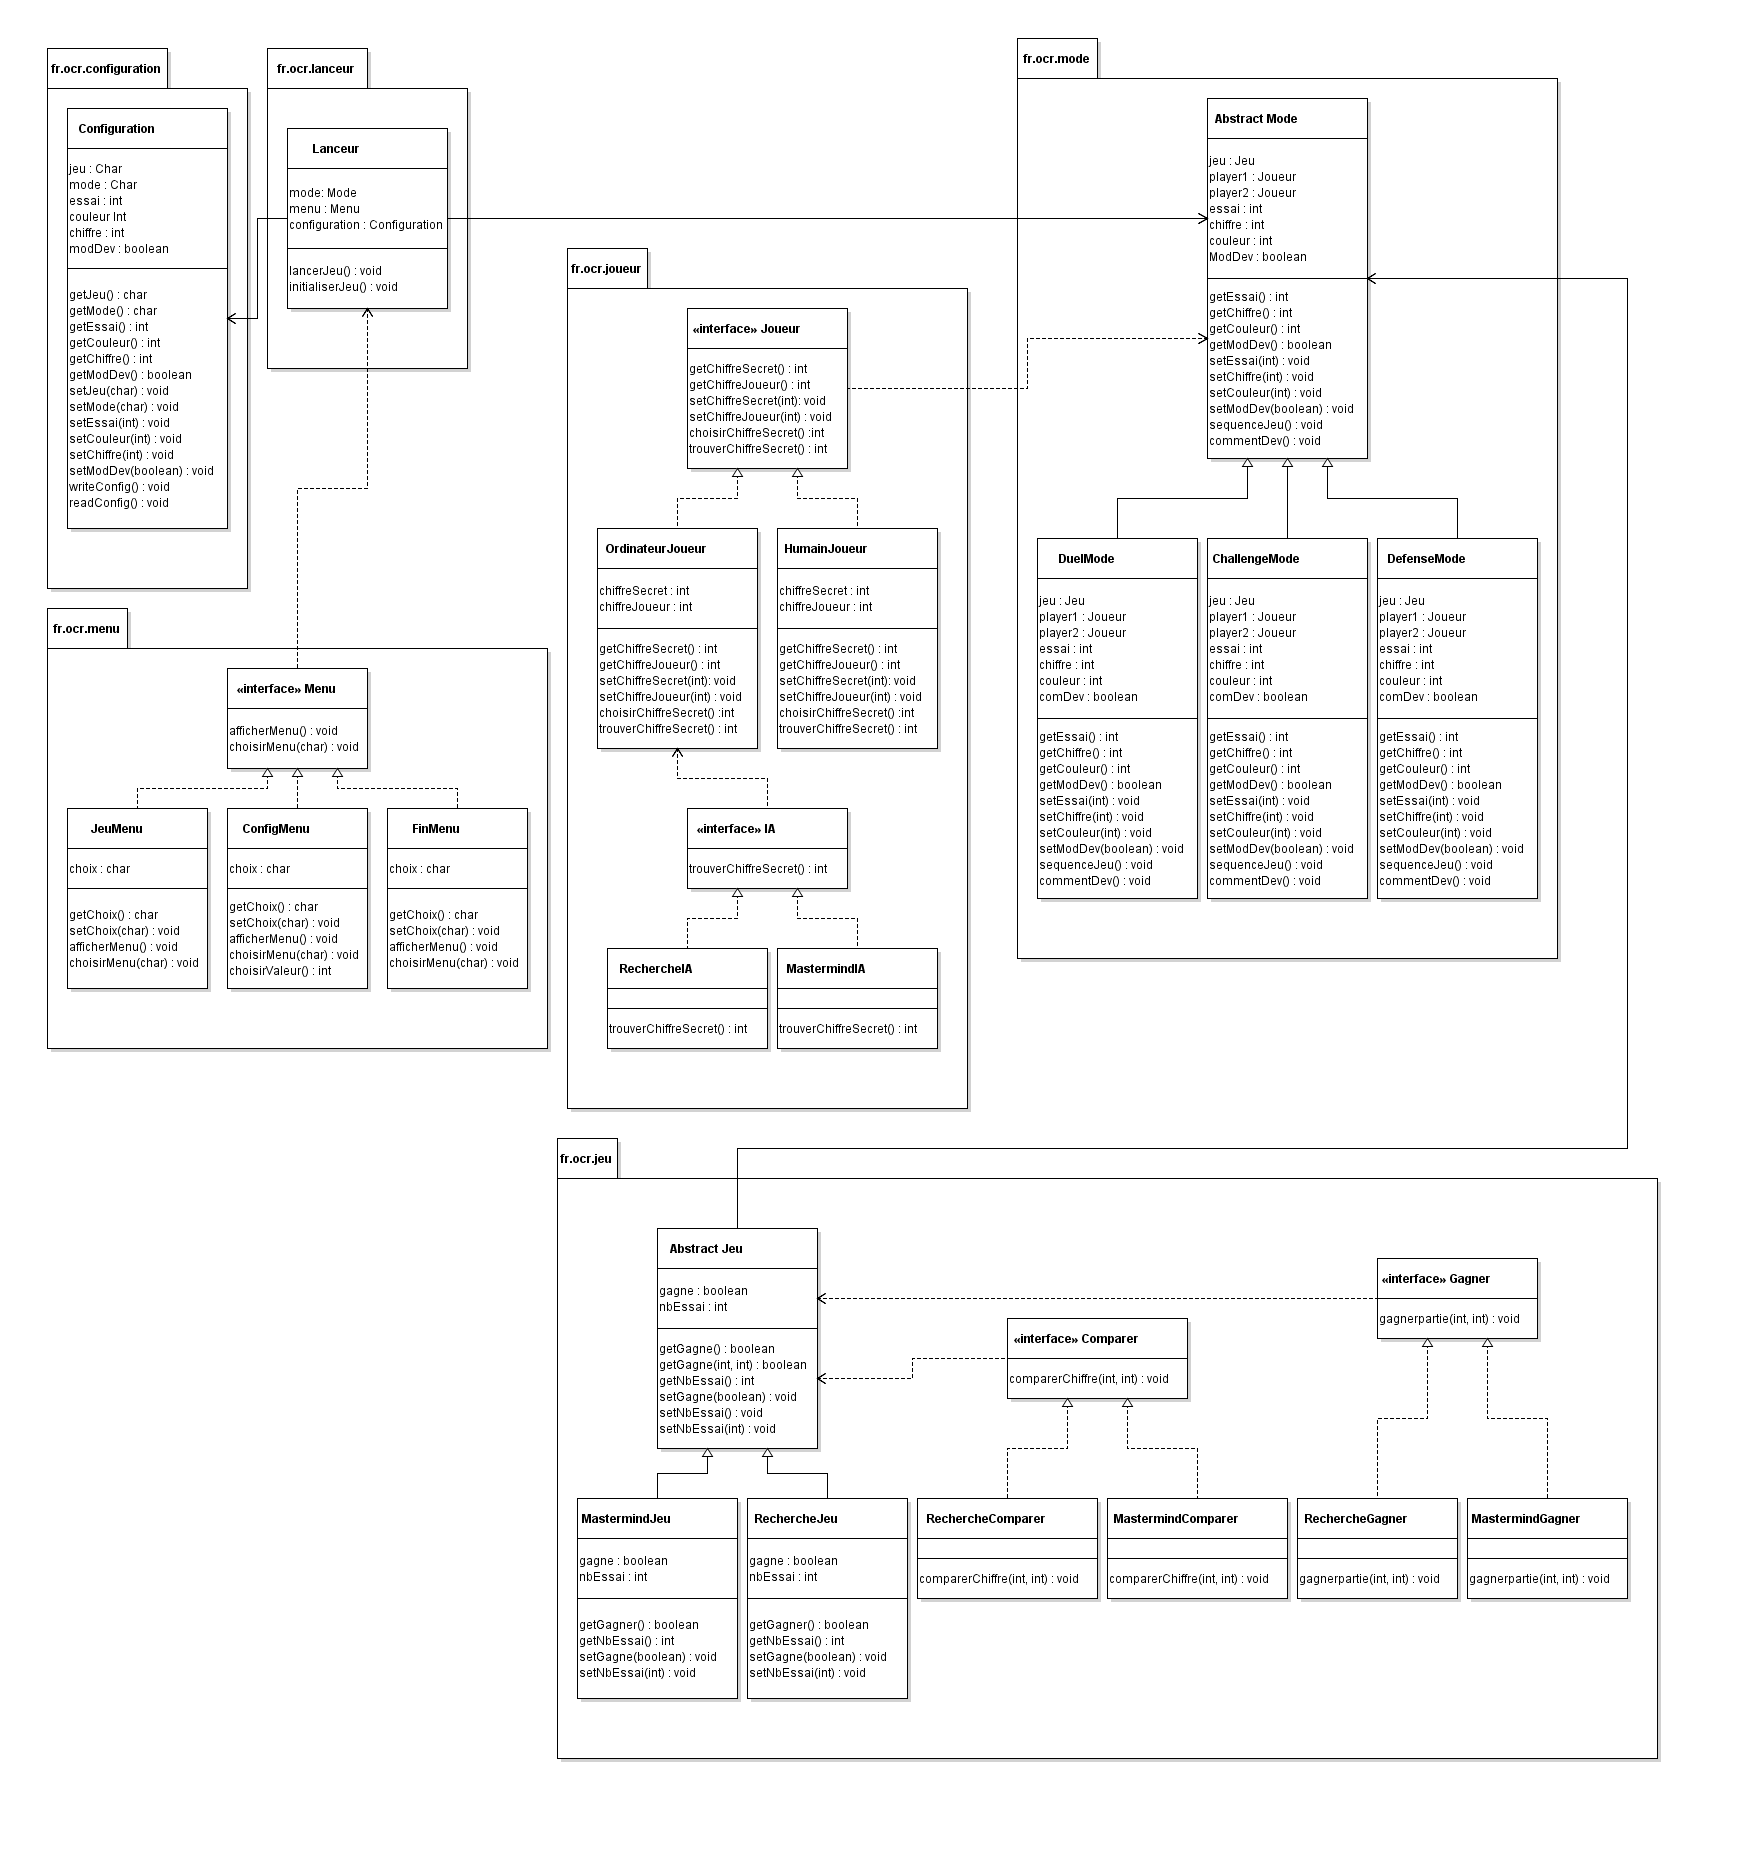 fr.ocr.configuration
Configuration
jeu : Char
mode : Char
essai : int
couleur Int
chiffre : int
modDev : boolean
getJeu() : char
getMode() : char
getEssai() : int
getCouleur() : int
getChiffre() : int
getModDev() : boolean
setJeu(char) : void
setMode(char) : void
setEssai(int) : void
setCouleur(int) : void
setChiffre(int) : void
setModDev(boolean) : void
writeConfig() : void
readConfig() : void
fr.ocr.lanceur
Lanceur
mode: Mode
menu : Menu
configuration : Configuration
lancerJeu() : void
initialiserJeu() : void
fr.ocr.menu
«interface» Menu
afficherMenu() : void
choisirMenu(char) : void
JeuMenu
choix : char
getChoix() : char
setChoix(char) : void
afficherMenu() : void
choisirMenu(char) : void
ConfigMenu
choix : char
getChoix() : char
setChoix(char) : void
afficherMenu() : void
choisirMenu(char) : void
choisirValeur() : int
FinMenu
choix : char
getChoix() : char
setChoix(char) : void
afficherMenu() : void
choisirMenu(char) : void
fr.ocr.joueur
«interface» Joueur
getChiffreSecret() : int
getChiffreJoueur() : int
setChiffreSecret(int): void
setChiffreJoueur(int) : void
choisirChiffreSecret() :int
trouverChiffreSecret() : int
OrdinateurJoueur
chiffreSecret : int
chiffreJoueur : int
getChiffreSecret() : int
getChiffreJoueur() : int
setChiffreSecret(int): void
setChiffreJoueur(int) : void
choisirChiffreSecret() :int
trouverChiffreSecret() : int
HumainJoueur
chiffreSecret : int
chiffreJoueur : int
getChiffreSecret() : int
getChiffreJoueur() : int
setChiffreSecret(int): void
setChiffreJoueur(int) : void
choisirChiffreSecret() :int
trouverChiffreSecret() : int
«interface» IA
trouverChiffreSecret() : int
RechercheIA
trouverChiffreSecret() : int
MastermindIA
trouverChiffreSecret() : int
fr.ocr.mode
Abstract Mode
jeu : Jeu
player1 : Joueur
player2 : Joueur
essai : int
chiffre : int
couleur : int
ModDev : boolean
getEssai() : int
getChiffre() : int
getCouleur() : int
getModDev() : boolean
setEssai(int) : void
setChiffre(int) : void
setCouleur(int) : void
setModDev(boolean) : void
sequenceJeu() : void
commentDev() : void
DuelMode
jeu : Jeu
player1 : Joueur
player2 : Joueur
essai : int
chiffre : int
couleur : int
comDev : boolean
getEssai() : int
getChiffre() : int
getCouleur() : int
getModDev() : boolean
setEssai(int) : void
setChiffre(int) : void
setCouleur(int) : void
setModDev(boolean) : void
sequenceJeu() : void
commentDev() : void
ChallengeMode
jeu : Jeu
player1 : Joueur
player2 : Joueur
essai : int
chiffre : int
couleur : int
comDev : boolean
getEssai() : int
getChiffre() : int
getCouleur() : int
getModDev() : boolean
setEssai(int) : void
setChiffre(int) : void
setCouleur(int) : void
setModDev(boolean) : void
sequenceJeu() : void
commentDev() : void
DefenseMode
jeu : Jeu
player1 : Joueur
player2 : Joueur
essai : int
chiffre : int
couleur : int
comDev : boolean
getEssai() : int
getChiffre() : int
getCouleur() : int
getModDev() : boolean
setEssai(int) : void
setChiffre(int) : void
setCouleur(int) : void
setModDev(boolean) : void
sequenceJeu() : void
commentDev() : void
fr.ocr.jeu
Abstract Jeu
gagne : boolean
nbEssai : int
getGagne() : boolean
getGagne(int, int) : boolean
getNbEssai() : int
setGagne(boolean) : void
setNbEssai() : void
setNbEssai(int) : void
«interface» Comparer
comparerChiffre(int, int) : void
«interface» Gagner
gagnerpartie(int, int) : void
MastermindJeu
gagne : boolean
nbEssai : int
getGagner() : boolean
getNbEssai() : int
setGagne(boolean) : void
setNbEssai(int) : void
RechercheJeu
gagne : boolean
nbEssai : int
getGagner() : boolean
getNbEssai() : int
setGagne(boolean) : void
setNbEssai(int) : void
RechercheComparer
comparerChiffre(int, int) : void
MastermindComparer
comparerChiffre(int, int) : void
RechercheGagner
gagnerpartie(int, int) : void
MastermindGagner
gagnerpartie(int, int) : void